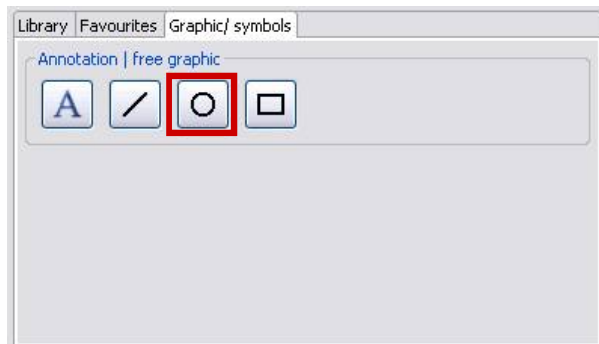 Library Favourites Graphic/ symbols
Annotation | free graphic
A